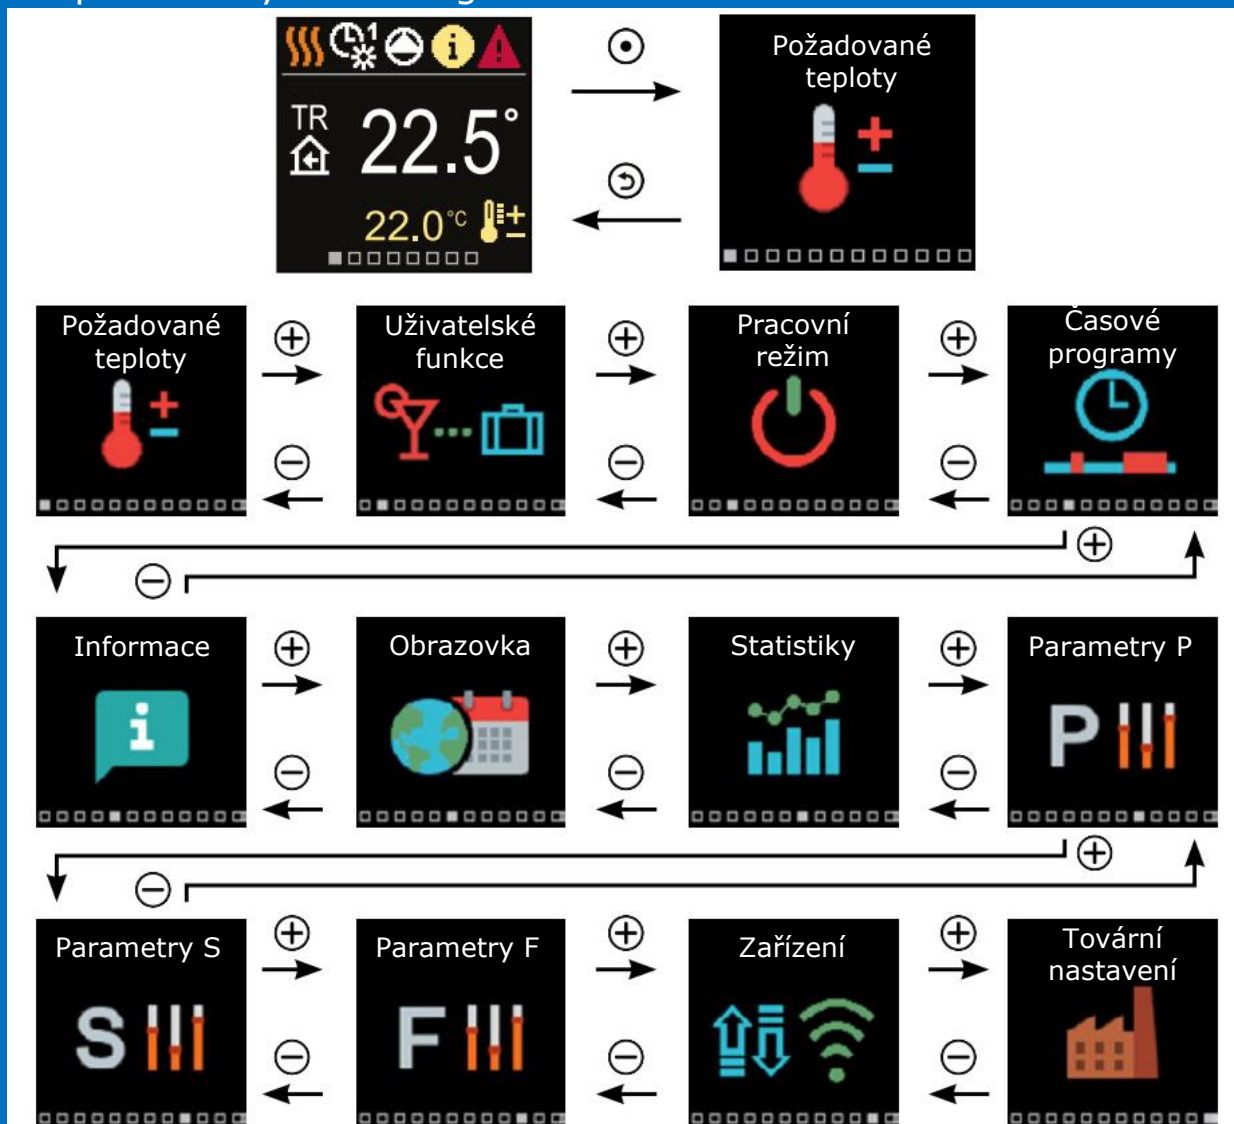 TR
22.5°
22.0°C
Požadované
teploty
Požadované
teploty
Uživatelské
funkce
Pracovní
režim
Časové
programy
Informace
Obrazovka
Statistiky
Parametry P
P
Parametry S
Parametry F
Zařízení
Tovární
nastavení
S
F